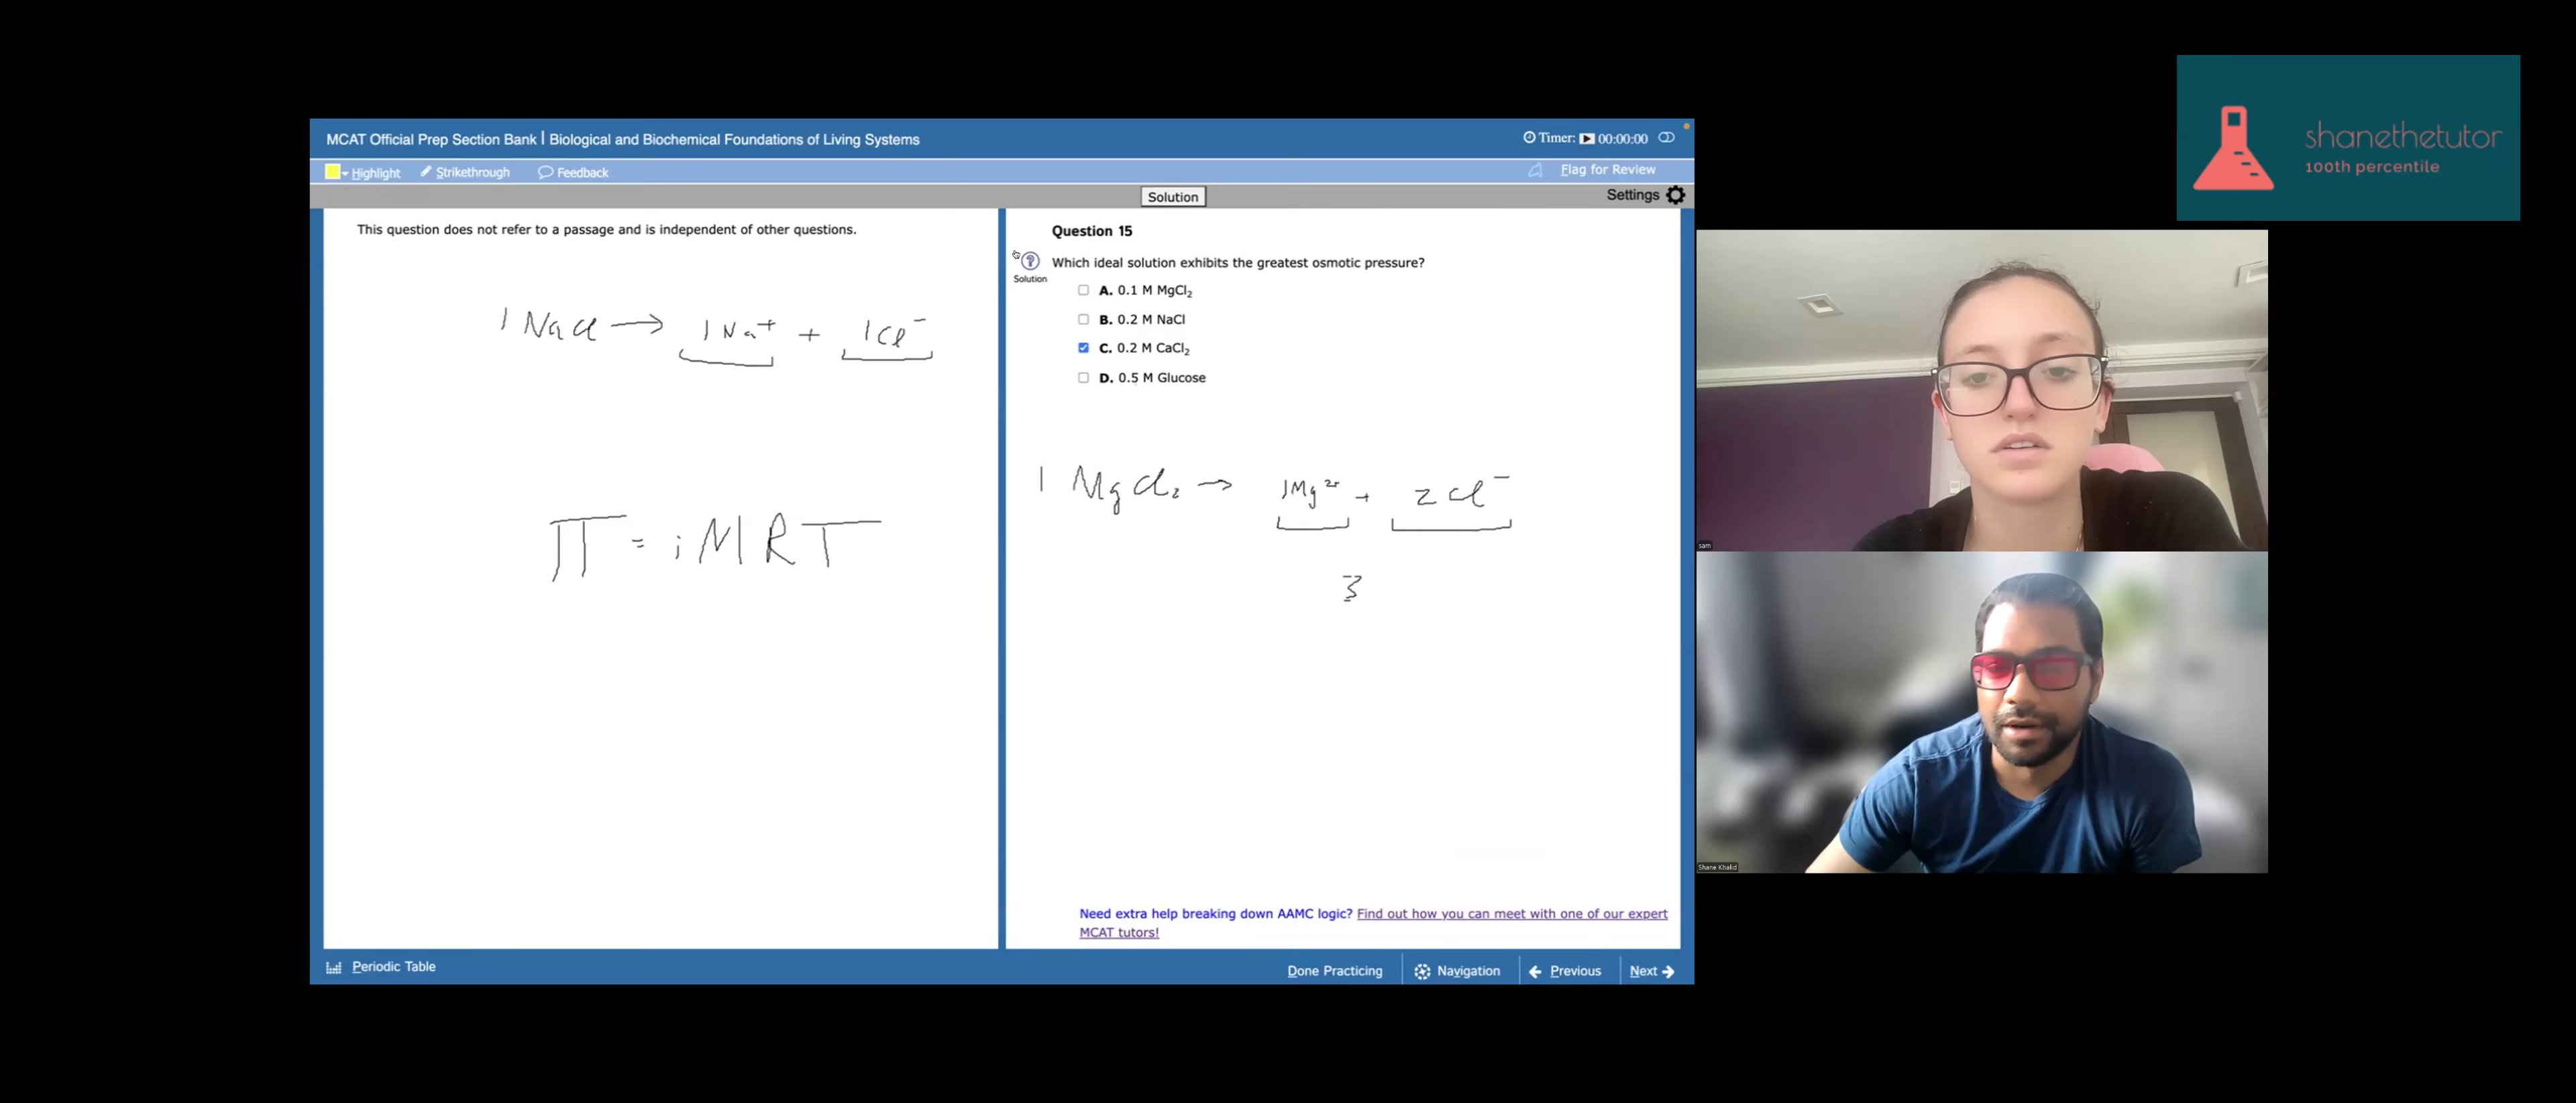 shanethetutor
100th percentile
MCAT Official Prep Section Bank | Biological and Biochemical Foundations of Living Systems
Timer: 00:00:00
Highlight Strikethrough Feedback
Flag for Review
Solution
Settings
This question does not refer to a passage and is independent of other questions.
1 NaCl → 1 Na⁺ + 1 Cl⁻
Π = i M R T
Question 15
Solution
Which ideal solution exhibits the greatest osmotic pressure?
A. 0.1 M MgCl₂
B. 0.2 M NaCl
C. 0.2 M CaCl₂
D. 0.5 M Glucose
1 MgCl₂ → 1Mg²⁺ + 2 Cl⁻
3
Need extra help breaking down AAMC logic? Find out how you can meet with one of our expert
MCAT tutors!
Periodic Table
Done Practicing Navigation Previous Next
sam
Shane Khalid